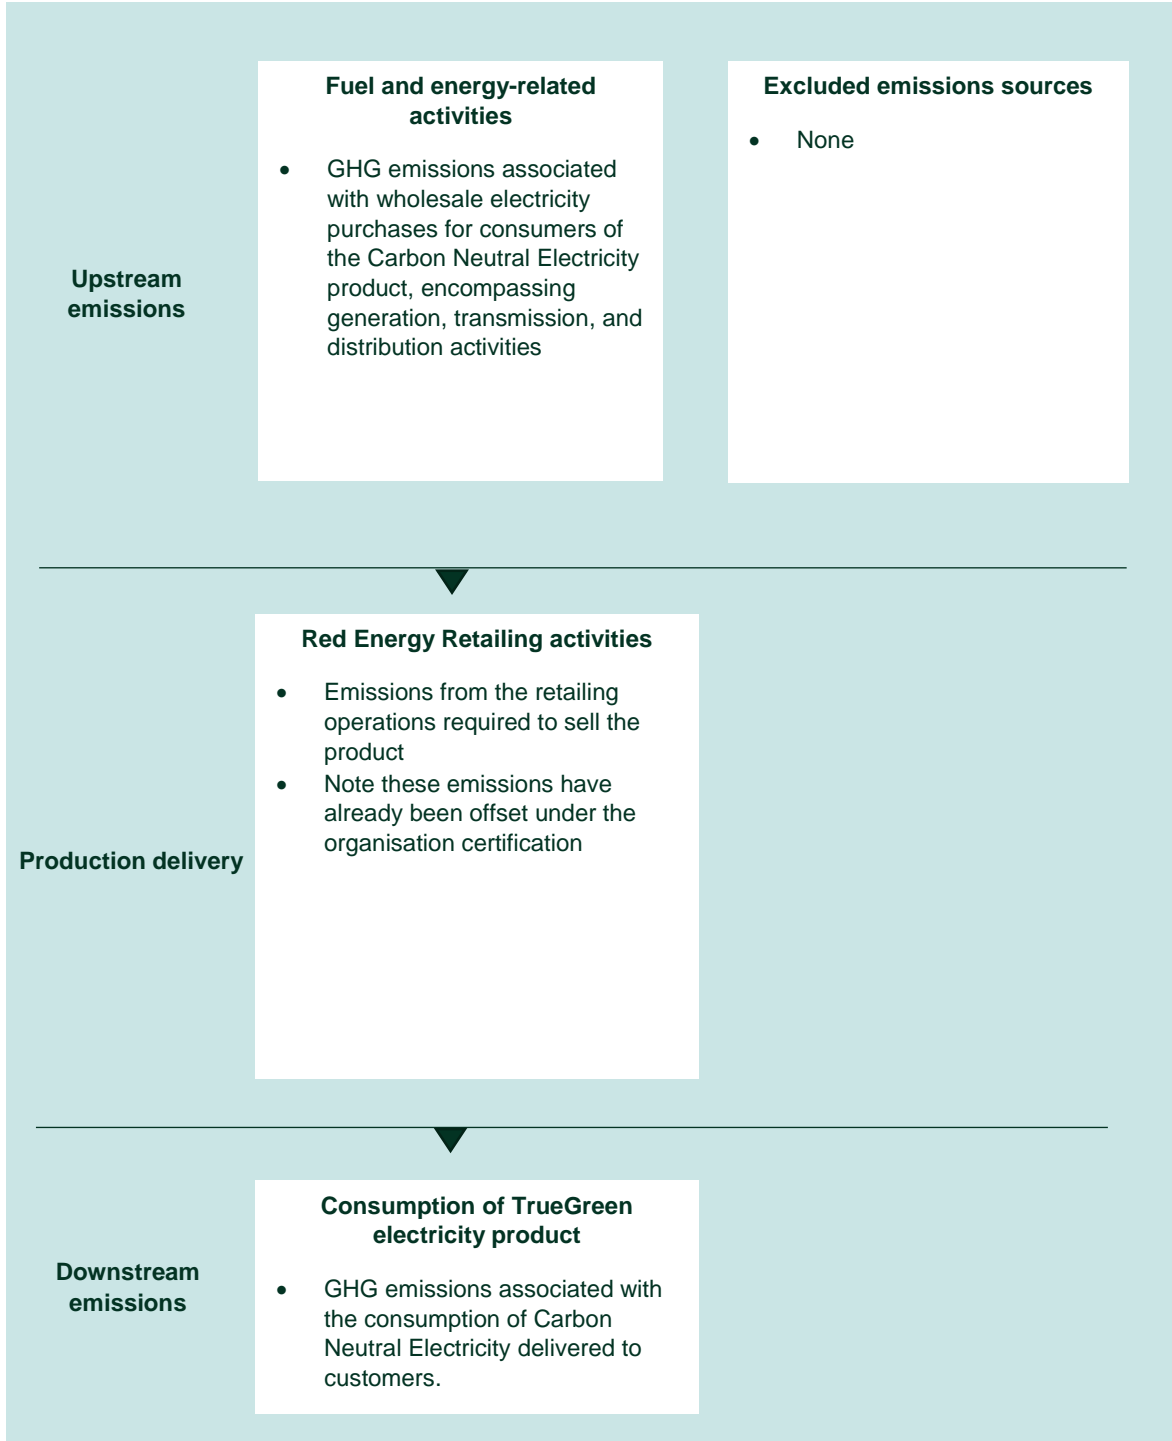 Upstream
emissions
Fuel and energy-related
activities
• GHG emissions associated
with wholesale electricity
purchases for consumers of
the Carbon Neutral Electricity
product, encompassing
generation, transmission, and
distribution activities
Excluded emissions sources
• None
Production delivery
Red Energy Retailing activities
• Emissions from the retailing
operations required to sell the
product
• Note these emissions have
already been offset under the
organisation certification
Downstream
emissions
Consumption of TrueGreen
electricity product
• GHG emissions associated with
the consumption of Carbon
Neutral Electricity delivered to
customers.